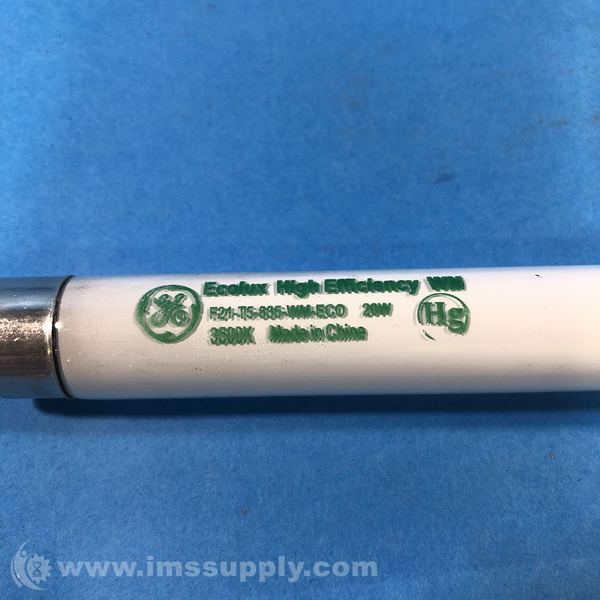 Ecolux High Efficiency WM
GE F21-T5-835-WM-ECO 20W Hg
3500K Made in China
www.imssupply.com